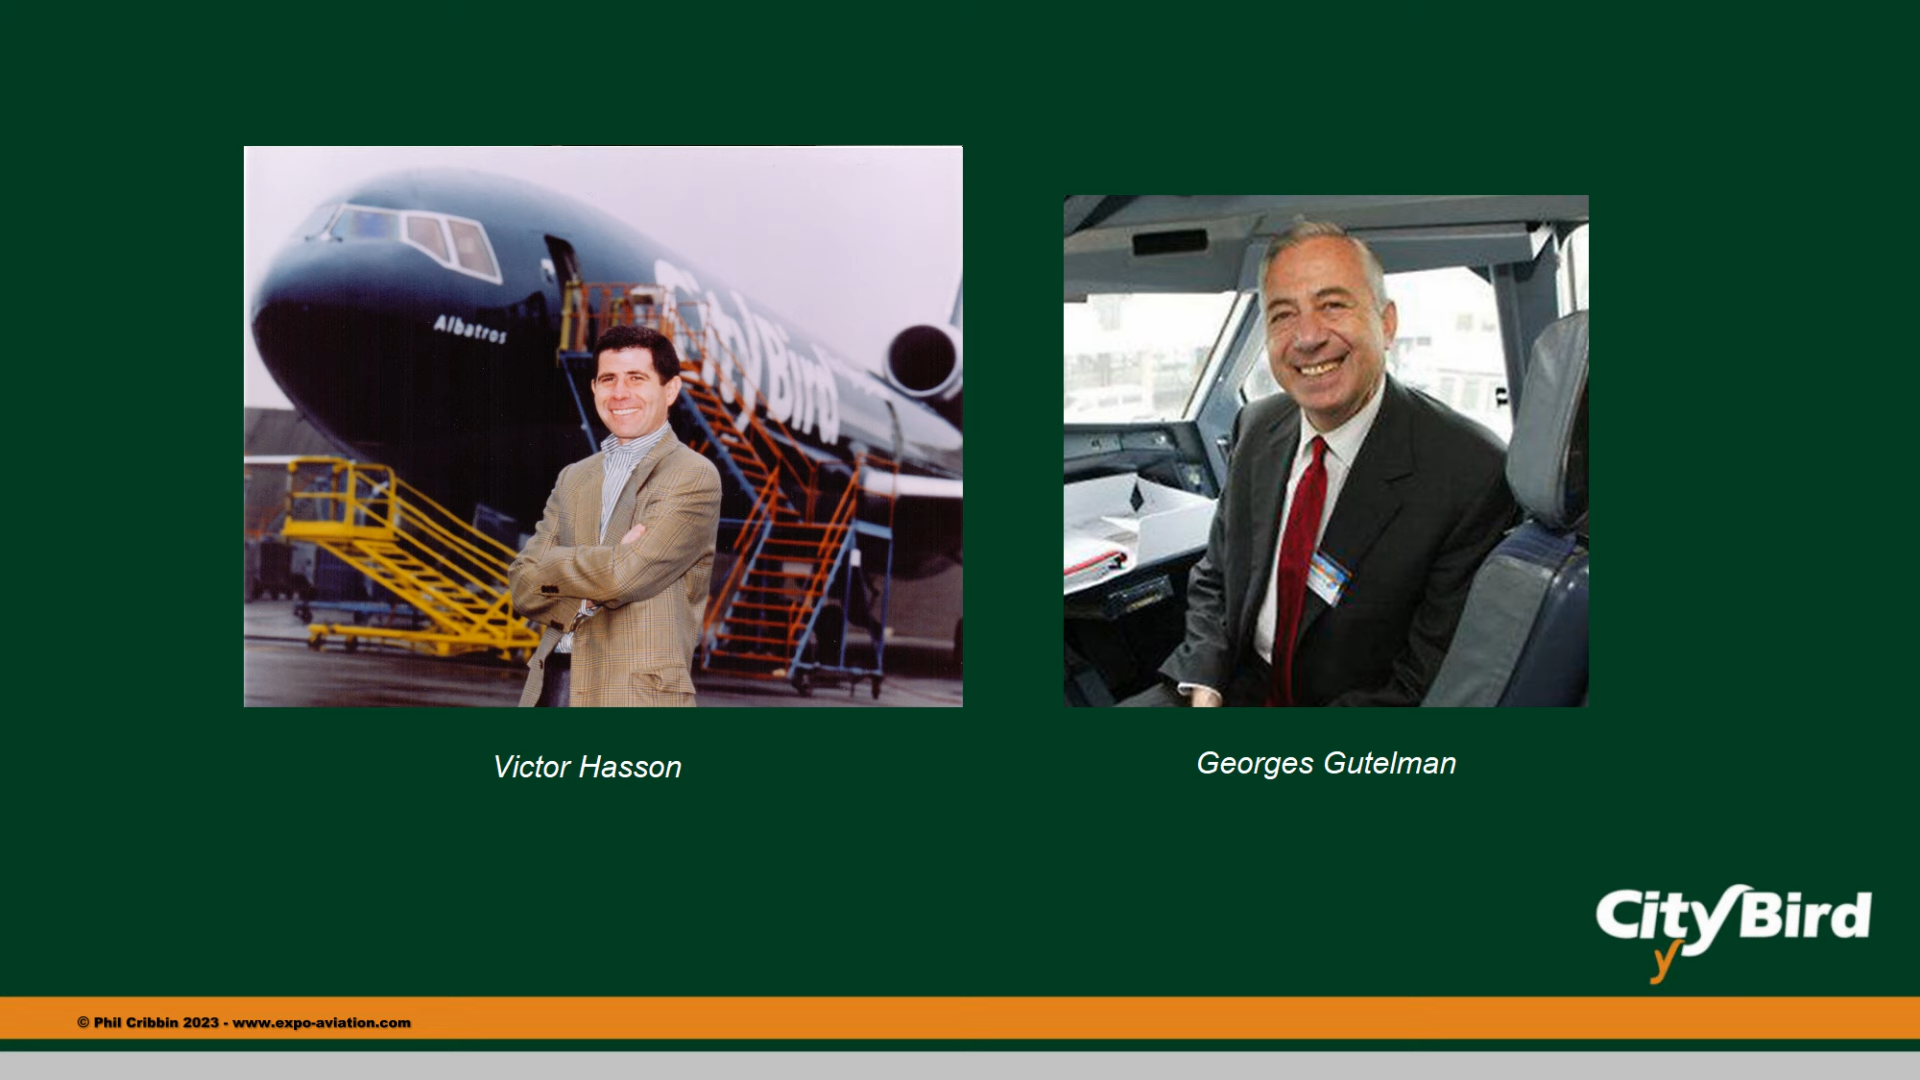 Albatros
CityBird
Victor Hasson
Georges Gutelman
CityBird
© Phil Cribbin 2023 - www.expo-aviation.com